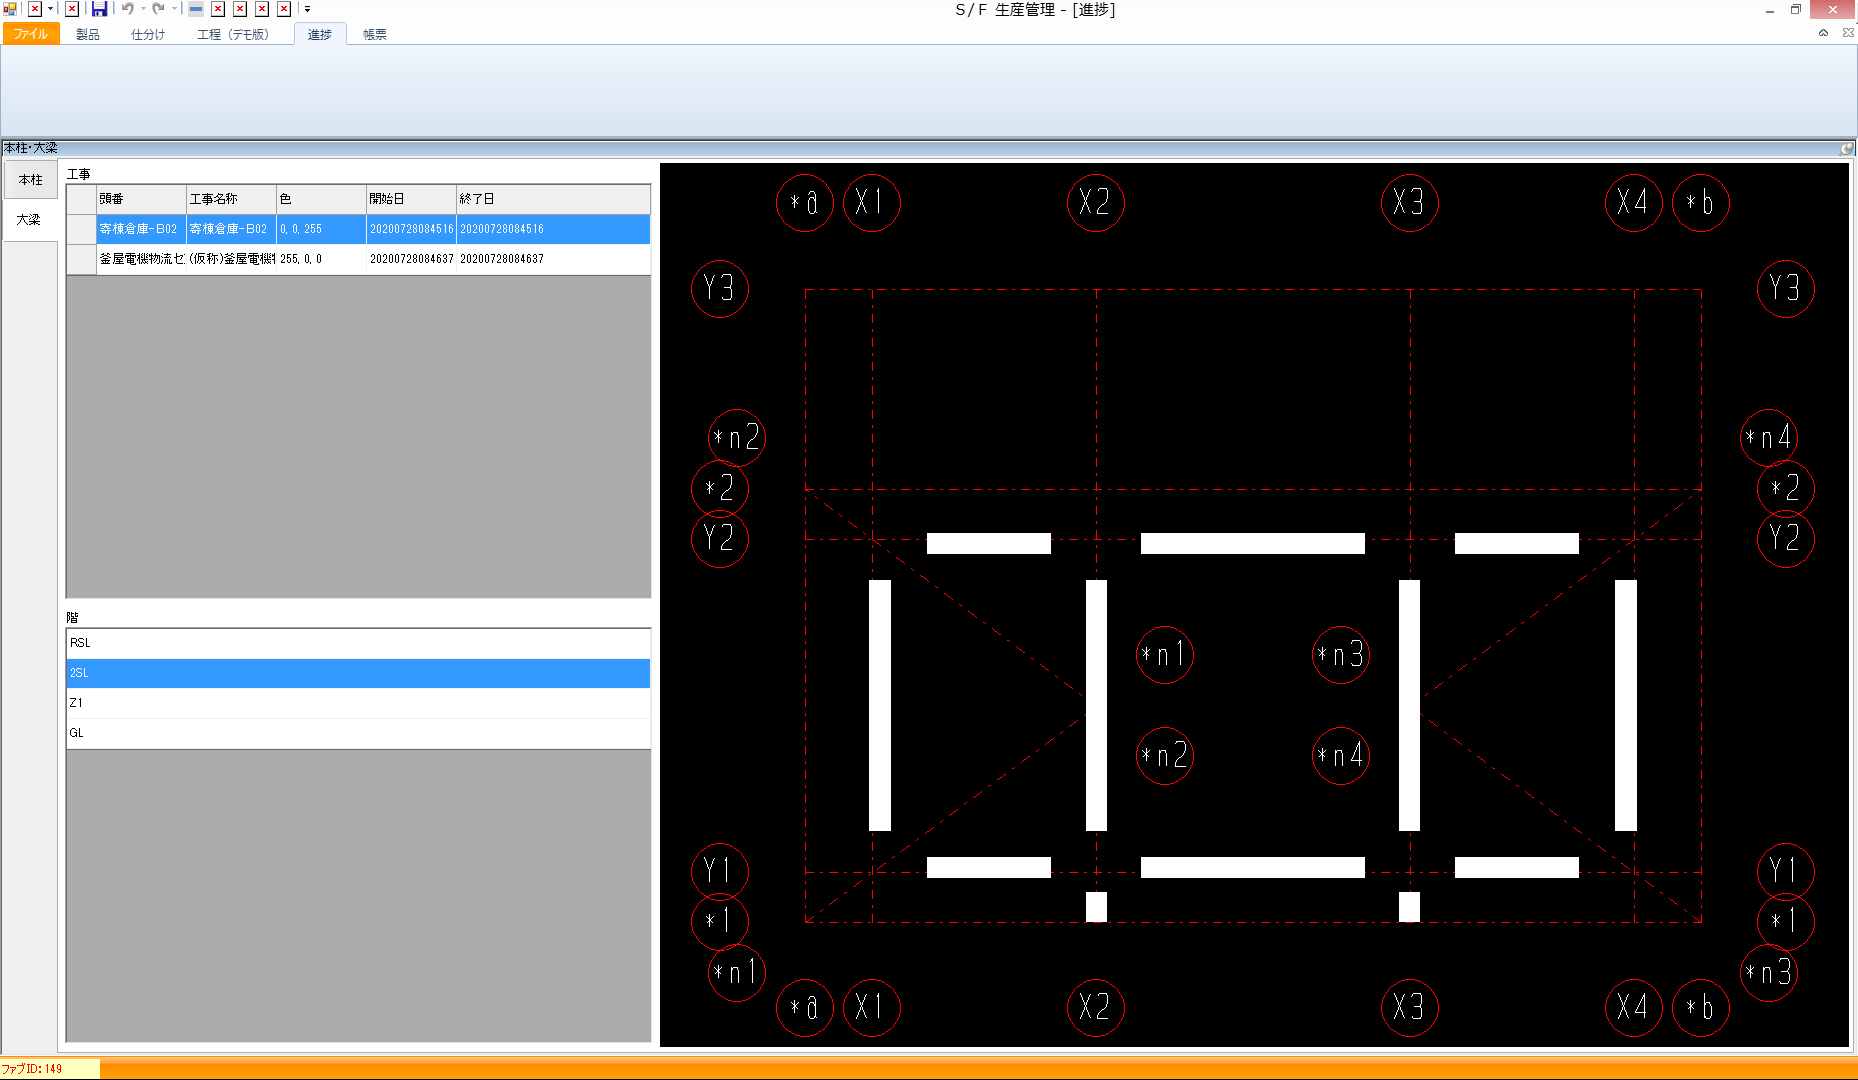 S/F 生産管理 - [進捗]
ファイル 製品 仕分け 工程（デモ版） 進捗 帳票
本柱・大梁
本柱
大梁
工事
頭番 工事名称 色 開始日 終了日
寄棟倉庫-B02 寄棟倉庫-B02 0, 0, 255 20200728084516 20200728084516
釜屋電機物流セ (仮称)釜屋電機 255, 0, 0 20200728084637 20200728084637
階
RSL
2SL
Z1
GL
*a X1 X2 X3 X4 *b
Y3 Y3
*n2 *n4
*2 *2
Y2 Y2
*n1 *n3
*n2 *n4
Y1 Y1
*1 *1
*n1 *n3
*a X1 X2 X3 X4 *b
ファブID: 149